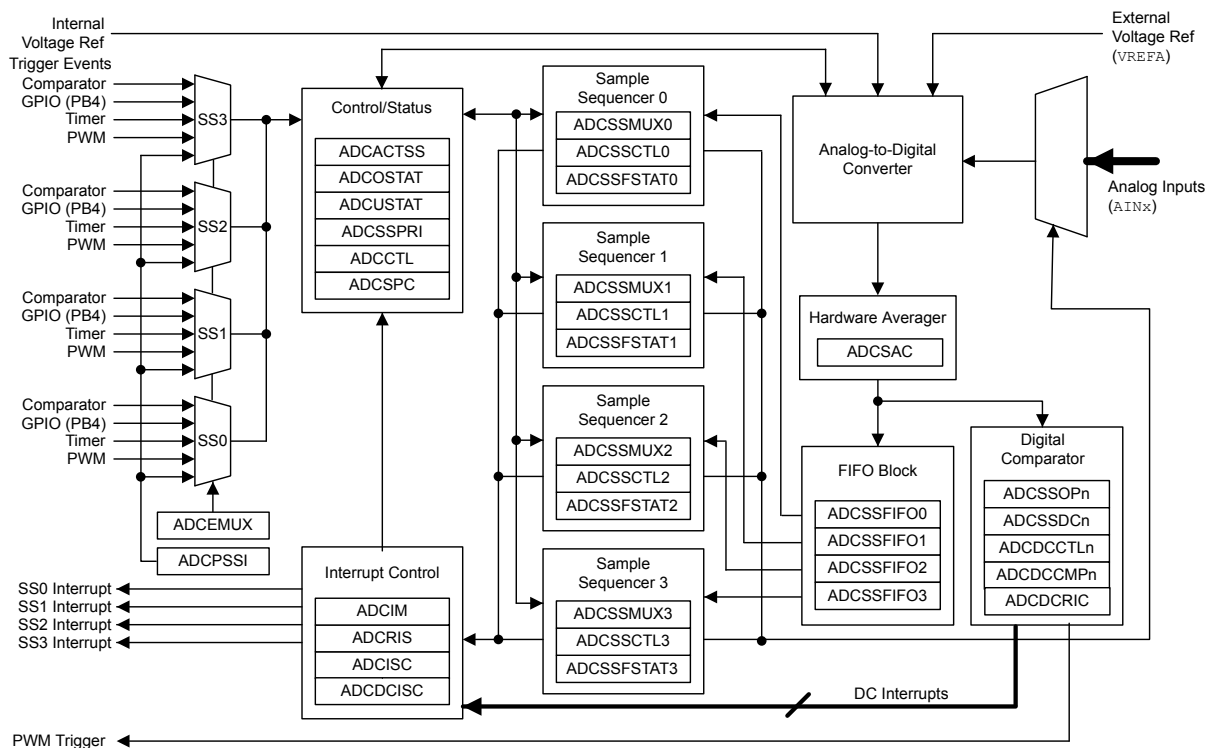 Internal
Voltage Ref
Trigger Events
Comparator
GPIO (PB4)
Timer
PWM
SS3
Comparator
GPIO (PB4)
Timer
PWM
SS2
Comparator
GPIO (PB4)
Timer
PWM
SS1
Comparator
GPIO (PB4)
Timer
PWM
SS0
ADCEMUX
ADCPSSI
SS0 Interrupt
SS1 Interrupt
SS2 Interrupt
SS3 Interrupt
PWM Trigger
Control/Status
ADCACTSS
ADCOSTAT
ADCUSTAT
ADCSSPRI
ADCCTL
ADCSPC
Interrupt Control
ADCIM
ADCRIS
ADCISC
ADCDCISC
Sample
Sequencer 0
ADCSSMUX0
ADCSSCTL0
ADCSSFSTAT0
Sample
Sequencer 1
ADCSSMUX1
ADCSSCTL1
ADCSSFSTAT1
Sample
Sequencer 2
ADCSSMUX2
ADCSSCTL2
ADCSSFSTAT2
Sample
Sequencer 3
ADCSSMUX3
ADCSSCTL3
ADCSSFSTAT3
Analog-to-Digital
Converter
Hardware Averager
ADCSAC
FIFO Block
ADCSSFIFO0
ADCSSFIFO1
ADCSSFIFO2
ADCSSFIFO3
External
Voltage Ref
(VREFA)
Analog Inputs
(AINx)
Digital
Comparator
ADCSSOPn
ADCSSDCn
ADCDCCTLn
ADCDCCMPn
ADCDCRIC
DC Interrupts